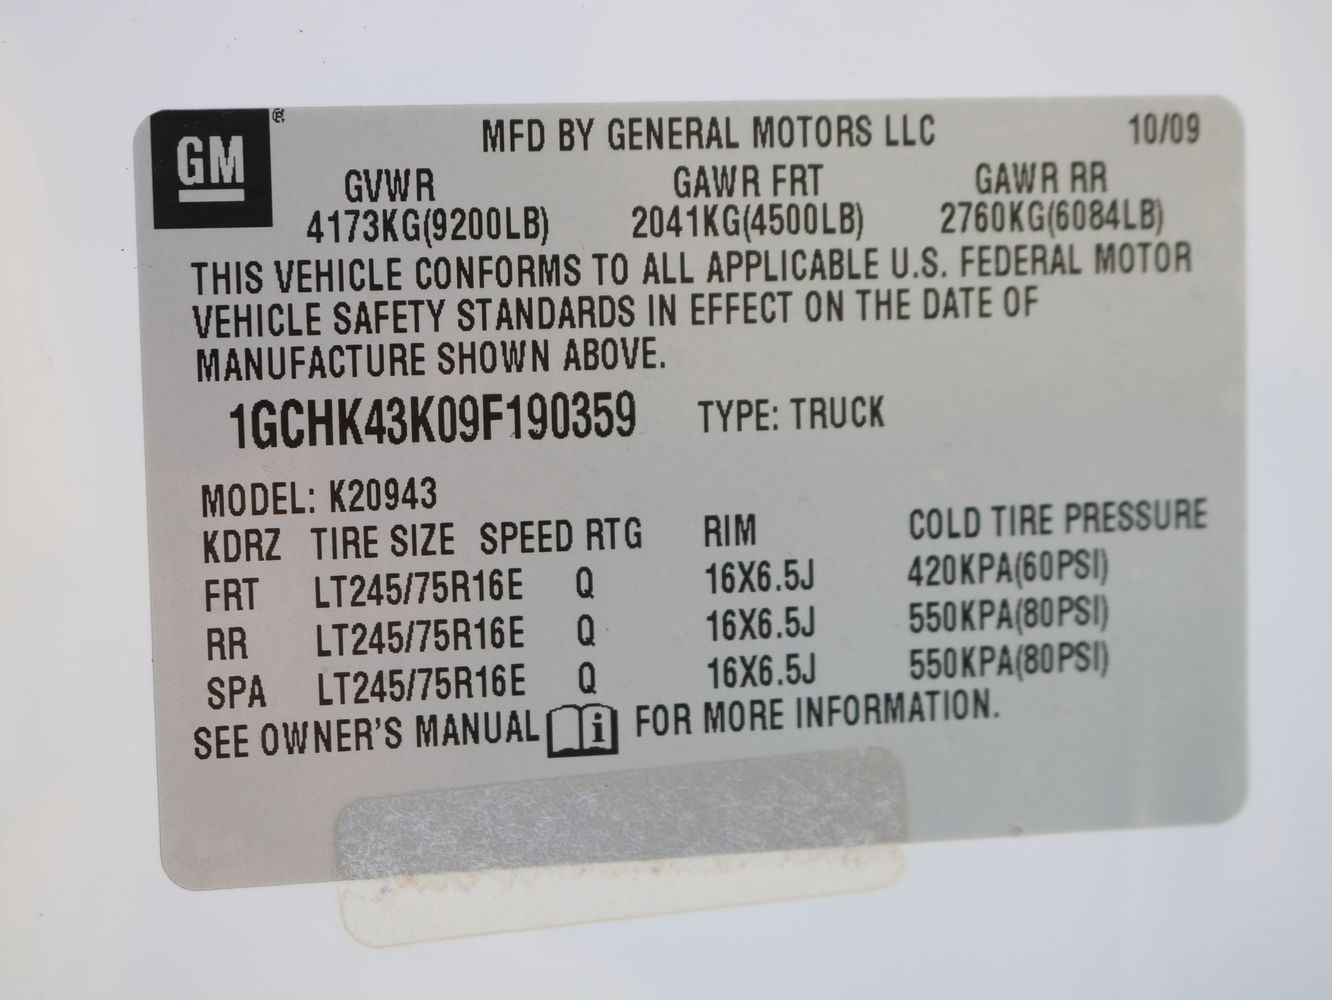 GM ® MFD BY GENERAL MOTORS LLC 10/09
GVWR GAWR FRT GAWR RR
4173KG(9200LB) 2041KG(4500LB) 2760KG(6084LB)
THIS VEHICLE CONFORMS TO ALL APPLICABLE U.S. FEDERAL MOTOR
VEHICLE SAFETY STANDARDS IN EFFECT ON THE DATE OF
MANUFACTURE SHOWN ABOVE.
1GCHK43K09F190359 TYPE: TRUCK
MODEL: K20943
KDRZ TIRE SIZE SPEED RTG RIM COLD TIRE PRESSURE
FRT LT245/75R16E Q 16X6.5J 420KPA(60PSI)
RR LT245/75R16E Q 16X6.5J 550KPA(80PSI)
SPA LT245/75R16E Q 16X6.5J 550KPA(80PSI)
SEE OWNER'S MANUAL i FOR MORE INFORMATION.